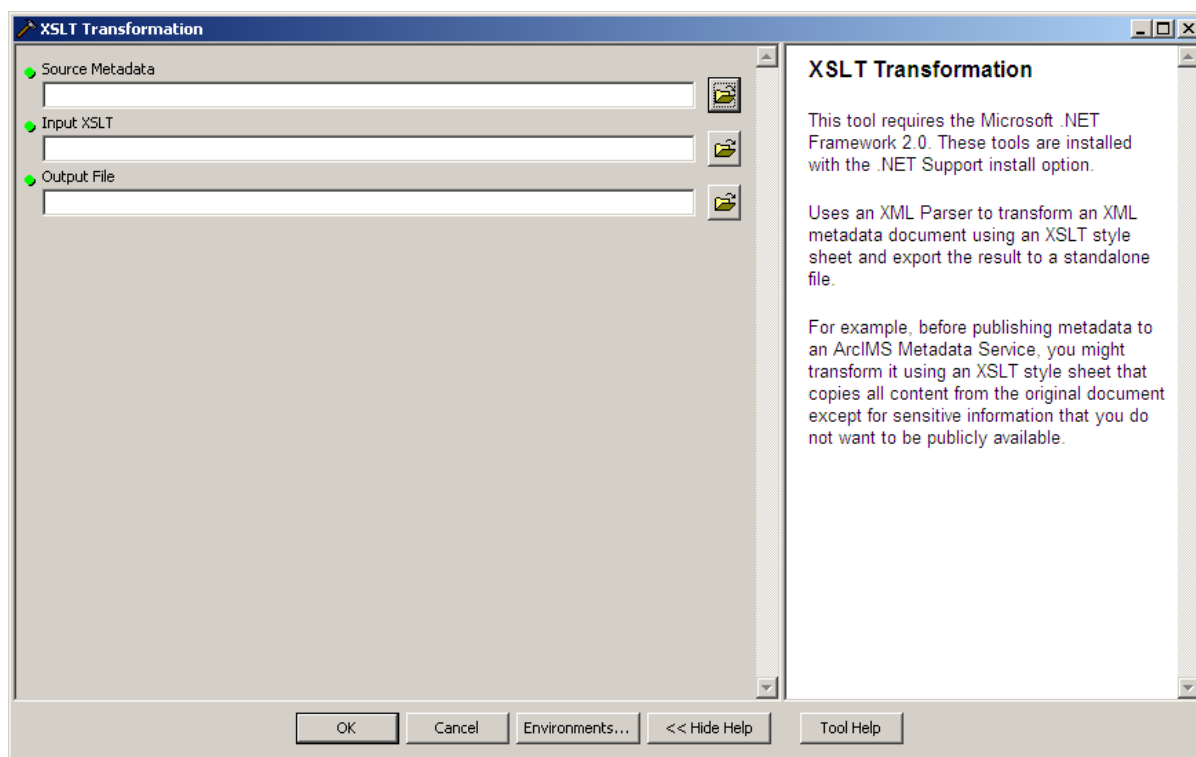 XSLT Transformation
Source Metadata
Input XSLT
Output File
XSLT Transformation
This tool requires the Microsoft .NET
Framework 2.0. These tools are installed
with the .NET Support install option.
Uses an XML Parser to transform an XML
metadata document using an XSLT style
sheet and export the result to a standalone
file.
For example, before publishing metadata to
an ArcIMS Metadata Service, you might
transform it using an XSLT style sheet that
copies all content from the original document
except for sensitive information that you do
not want to be publicly available.
OK Cancel Environments... << Hide Help Tool Help